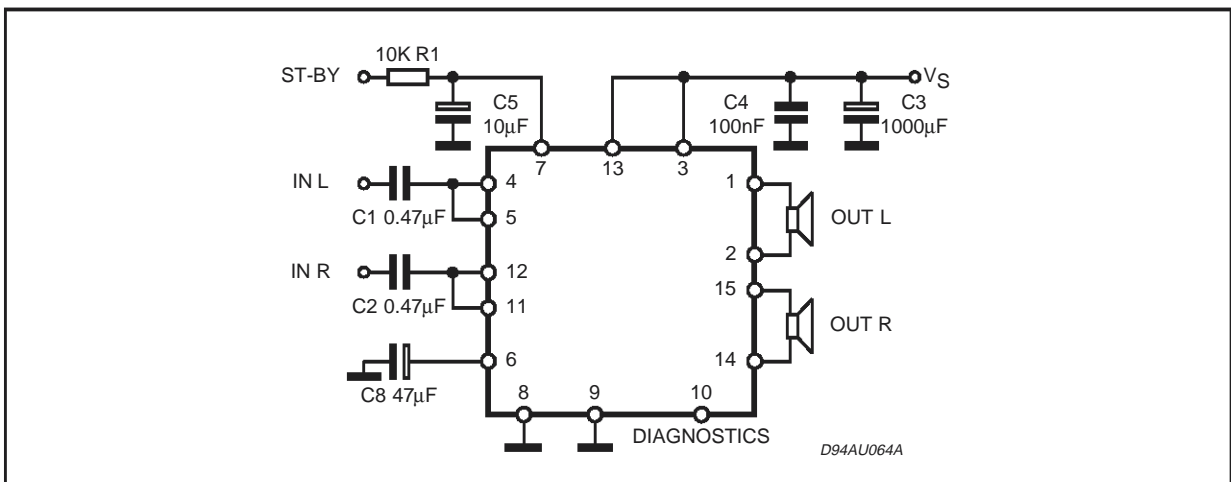 10K R1
ST-BY
VS
C5
10µF
C4
100nF
C3
1000µF
7
13
3
IN L
4
1
C1 0.47µF
5
OUT L
2
IN R
12
15
C2 0.47µF
11
OUT R
6
14
C8 47µF
8
9
10
DIAGNOSTICS
D94AU064A